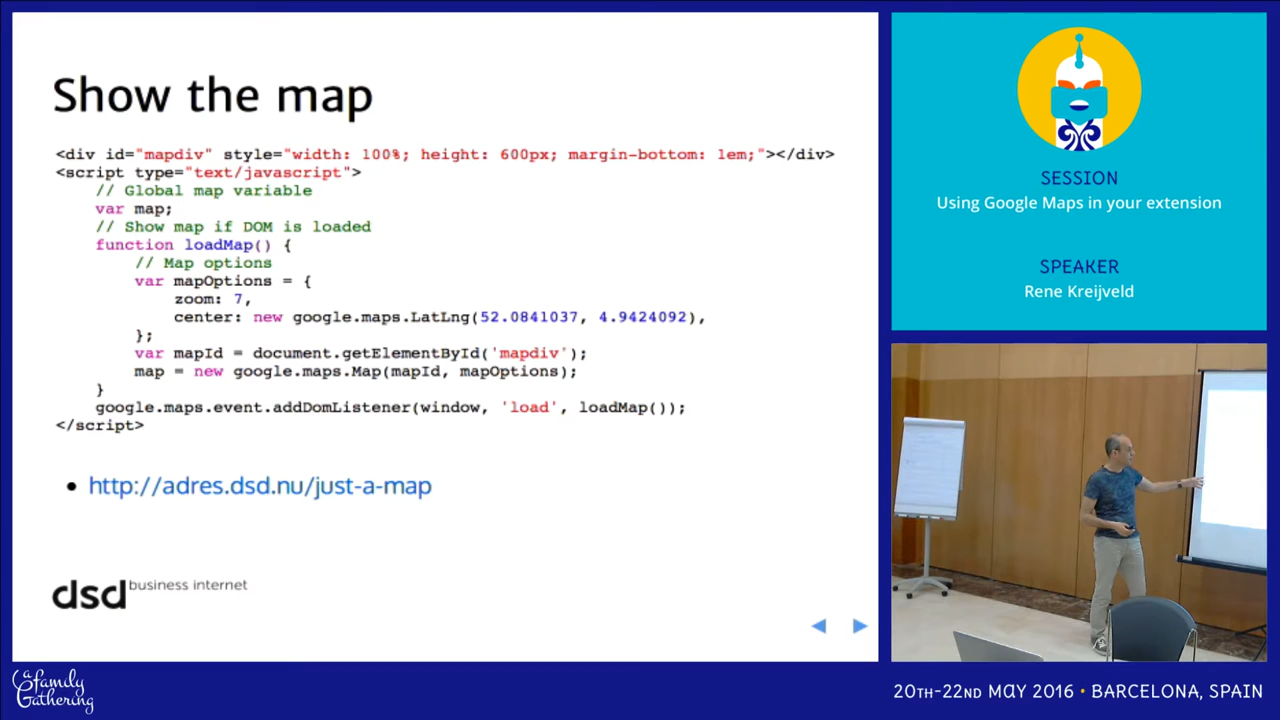 Show the map
<div id="mapdiv" style="width: 100%; height: 600px; margin-bottom: 1em;"></div>
<script type="text/javascript">
// Global map variable
var map;
// Show map if DOM is loaded
function loadMap() {
// Map options
var mapOptions = {
zoom: 7,
center: new google.maps.LatLng(52.0841037, 4.9424092),
};
var mapId = document.getElementById('mapdiv');
map = new google.maps.Map(mapId, mapOptions);
}
google.maps.event.addDomListener(window, 'load', loadMap());
</script>
• http://adres.dsd.nu/just-a-map
dsd business internet
SESSION
Using Google Maps in your extension
SPEAKER
Rene Kreijveld
a family Gathering
20TH-22ND MAY 2016 • BARCELONA, SPAIN